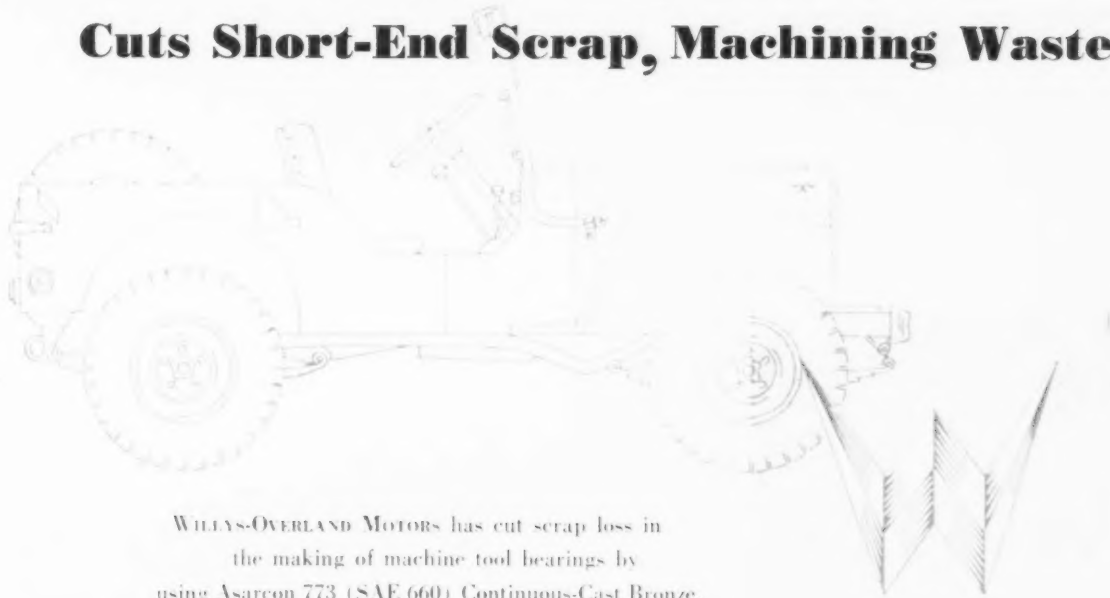 Cuts Short-End Scrap, Machining Waste
WILLYS-OVERLAND MOTORS has cut scrap loss in
the making of machine tool bearings by
using Asarcon 773 (SAE 660) Continuous-Cast Bronze